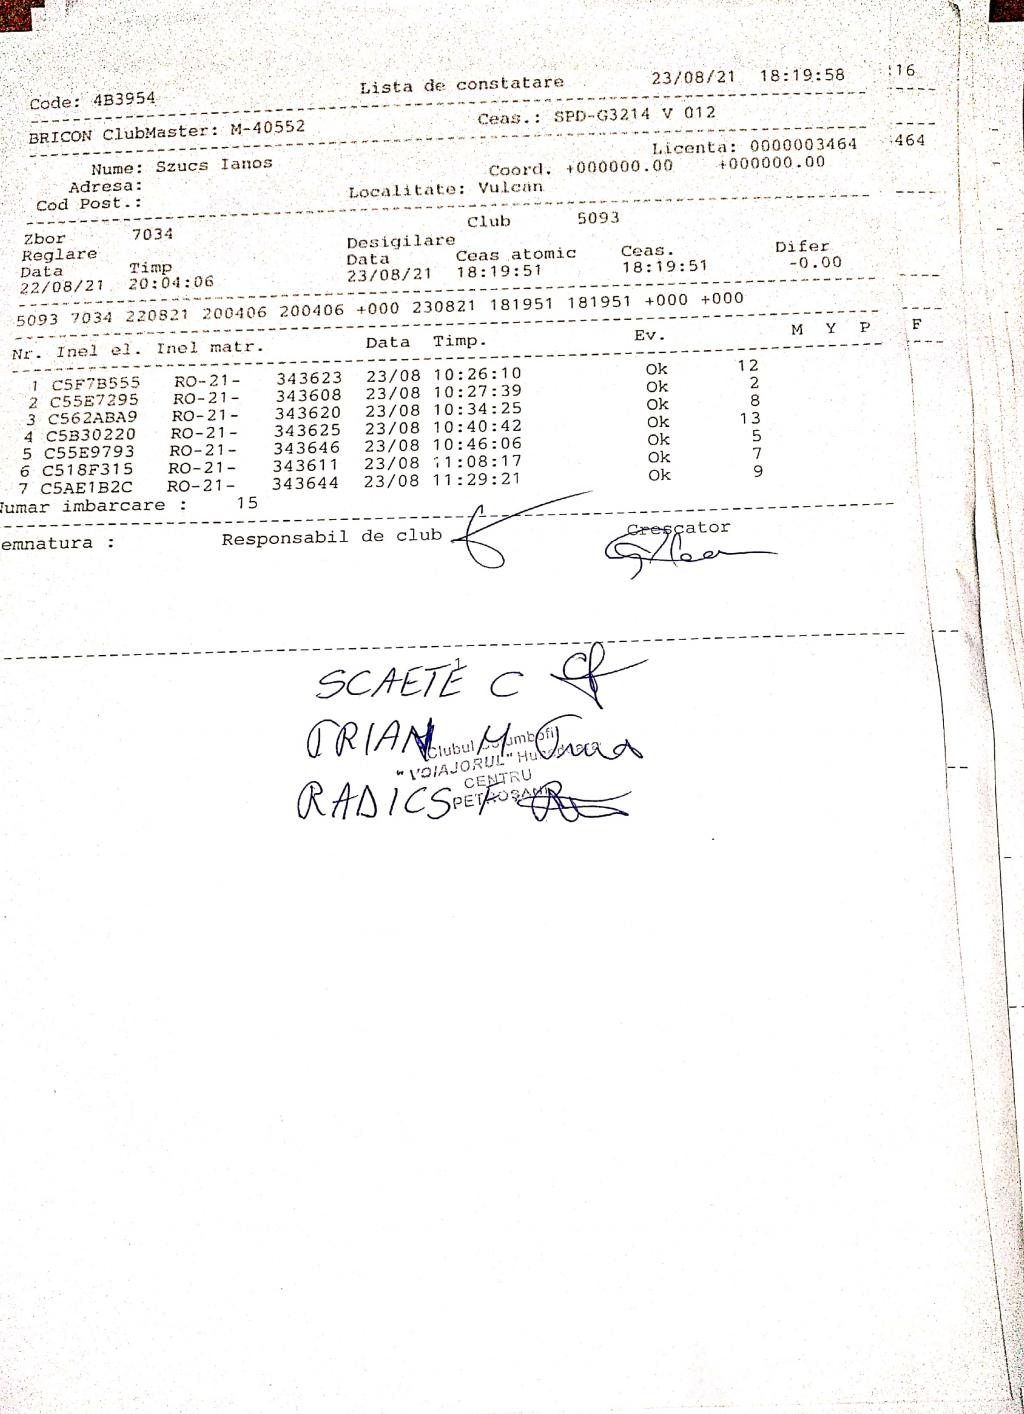 Code: 4B3954 Lista de constatare 23/08/21 18:19:58 :16
BRICON ClubMaster: M-40552 Ceas.: SPD-G3214 V 012
Nume: Szucs Ianos Licenta: 0000003464 464
Adresa: Coord. +000000.00 +000000.00
Cod Post.: Localitate: Vulcan
Zbor 7034 Club 5093
Reglare Desigilare
Data Timp Data Ceas atomic Ceas. Difer
22/08/21 20:04:06 23/08/21 18:19:51 18:19:51 -0.00
5093 7034 220821 200406 200406 +000 230821 181951 181951 +000 +000
Nr. Inel el. Inel matr. Data Timp. Ev. M Y P F
1 C5F7B555 RO-21- 343623 23/08 10:26:10 Ok 12
2 C55E7295 RO-21- 343608 23/08 10:27:39 Ok 2
3 C562ABA9 RO-21- 343620 23/08 10:34:25 Ok 8
4 C5B30220 RO-21- 343625 23/08 10:40:42 Ok 13
5 C55E9793 RO-21- 343646 23/08 10:46:06 Ok 5
6 C518F315 RO-21- 343611 23/08 11:08:17 Ok 7
7 C5AE1B2C RO-21- 343644 23/08 11:29:21 Ok 9
umar imbarcare : 15
emnatura : Responsabil de club Crescator
SCAETE C
TRIAN M
Clubul Columbofil
"VOIAJORUL" Hunedoara
CENTRU
PETROSANI
RADICS F